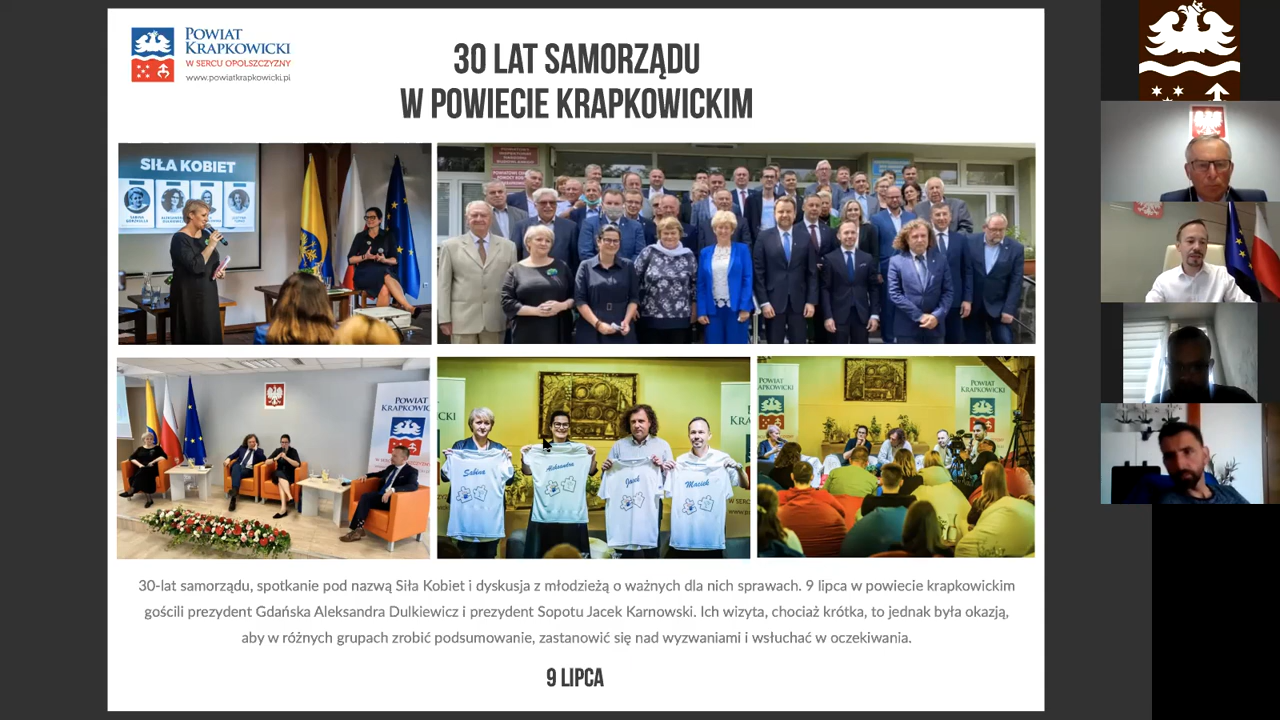 POWIAT
KRAPKOWICKI
W SERCU OPOLSZCZYZNY
www.powiatkrapkowicki.pl
30 LAT SAMORZĄDU
W POWIECIE KRAPKOWICKIM
SIŁA KOBIET
POWIAT
KRAPKOWICKI
Sabina
Aleksandra
Jacek
Maciek
POWIAT
KRAPKOWICKI
30-lat samorządu, spotkanie pod nazwą Siła Kobiet i dyskusja z młodzieżą o ważnych dla nich sprawach. 9 lipca w powiecie krapkowickim
gościli prezydent Gdańska Aleksandra Dulkiewicz i prezydent Sopotu Jacek Karnowski. Ich wizyta, chociaż krótka, to jednak była okazją,
aby w różnych grupach zrobić podsumowanie, zastanowić się nad wyzwaniami i wsłuchać w oczekiwania.
9 LIPCA